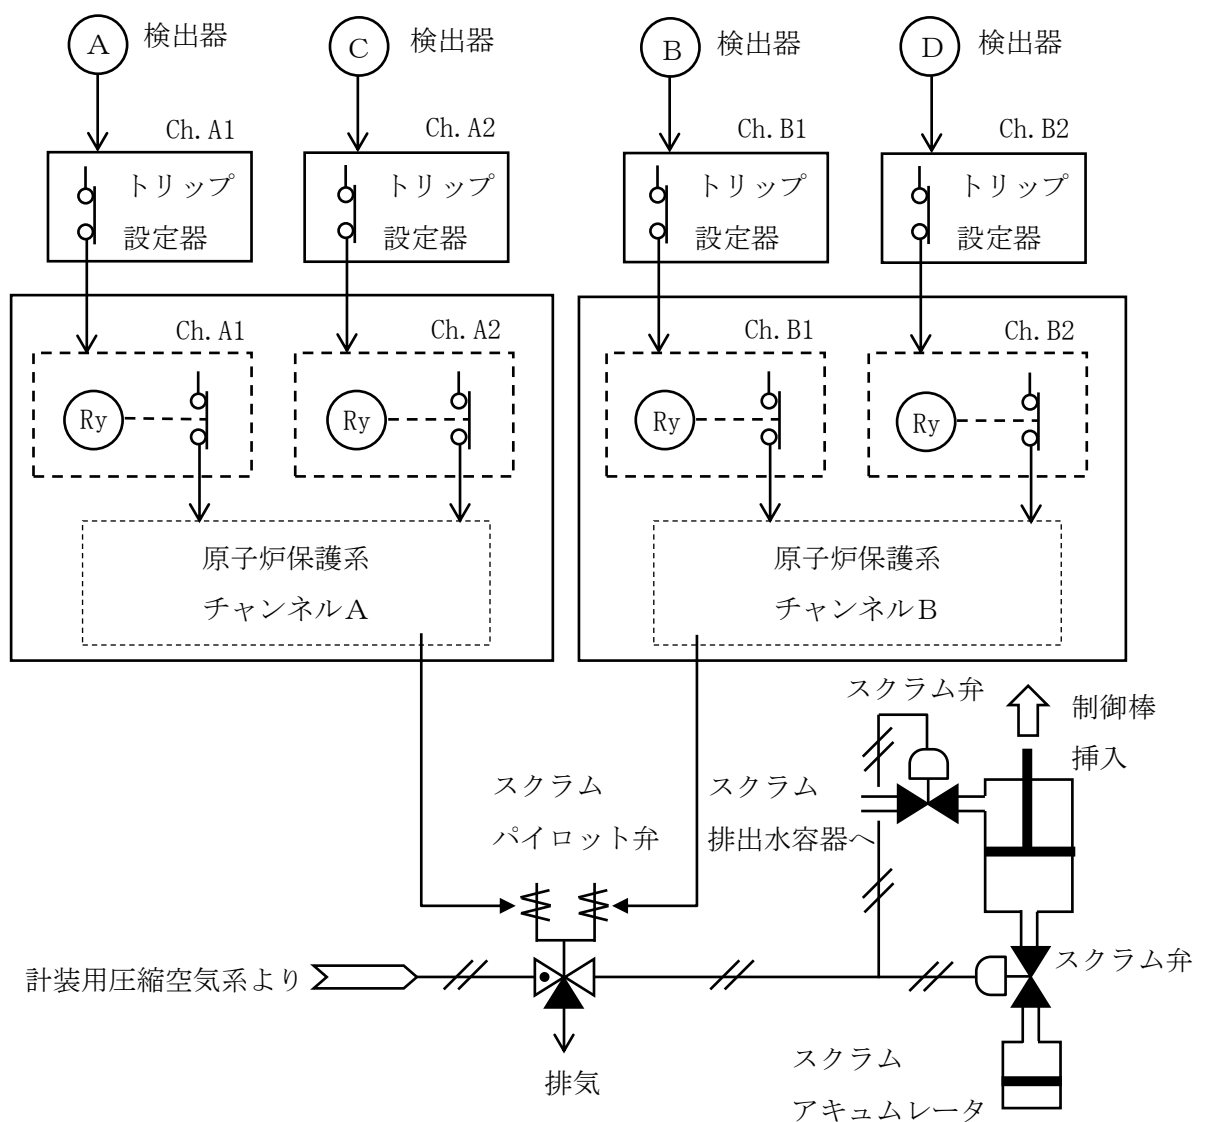 A 検出器
C 検出器
B 検出器
D 検出器
Ch. A1
Ch. A2
Ch. B1
Ch. B2
トリップ
設定器
トリップ
設定器
トリップ
設定器
トリップ
設定器
Ch. A1
Ch. A2
Ch. B1
Ch. B2
Ry
Ry
Ry
Ry
原子炉保護系
チャンネルA
原子炉保護系
チャンネルB
スクラム弁
制御棒
挿入
スクラム
パイロット弁
スクラム
排出水容器へ
計装用圧縮空気系より
スクラム弁
排気
スクラム
アキュムレータ